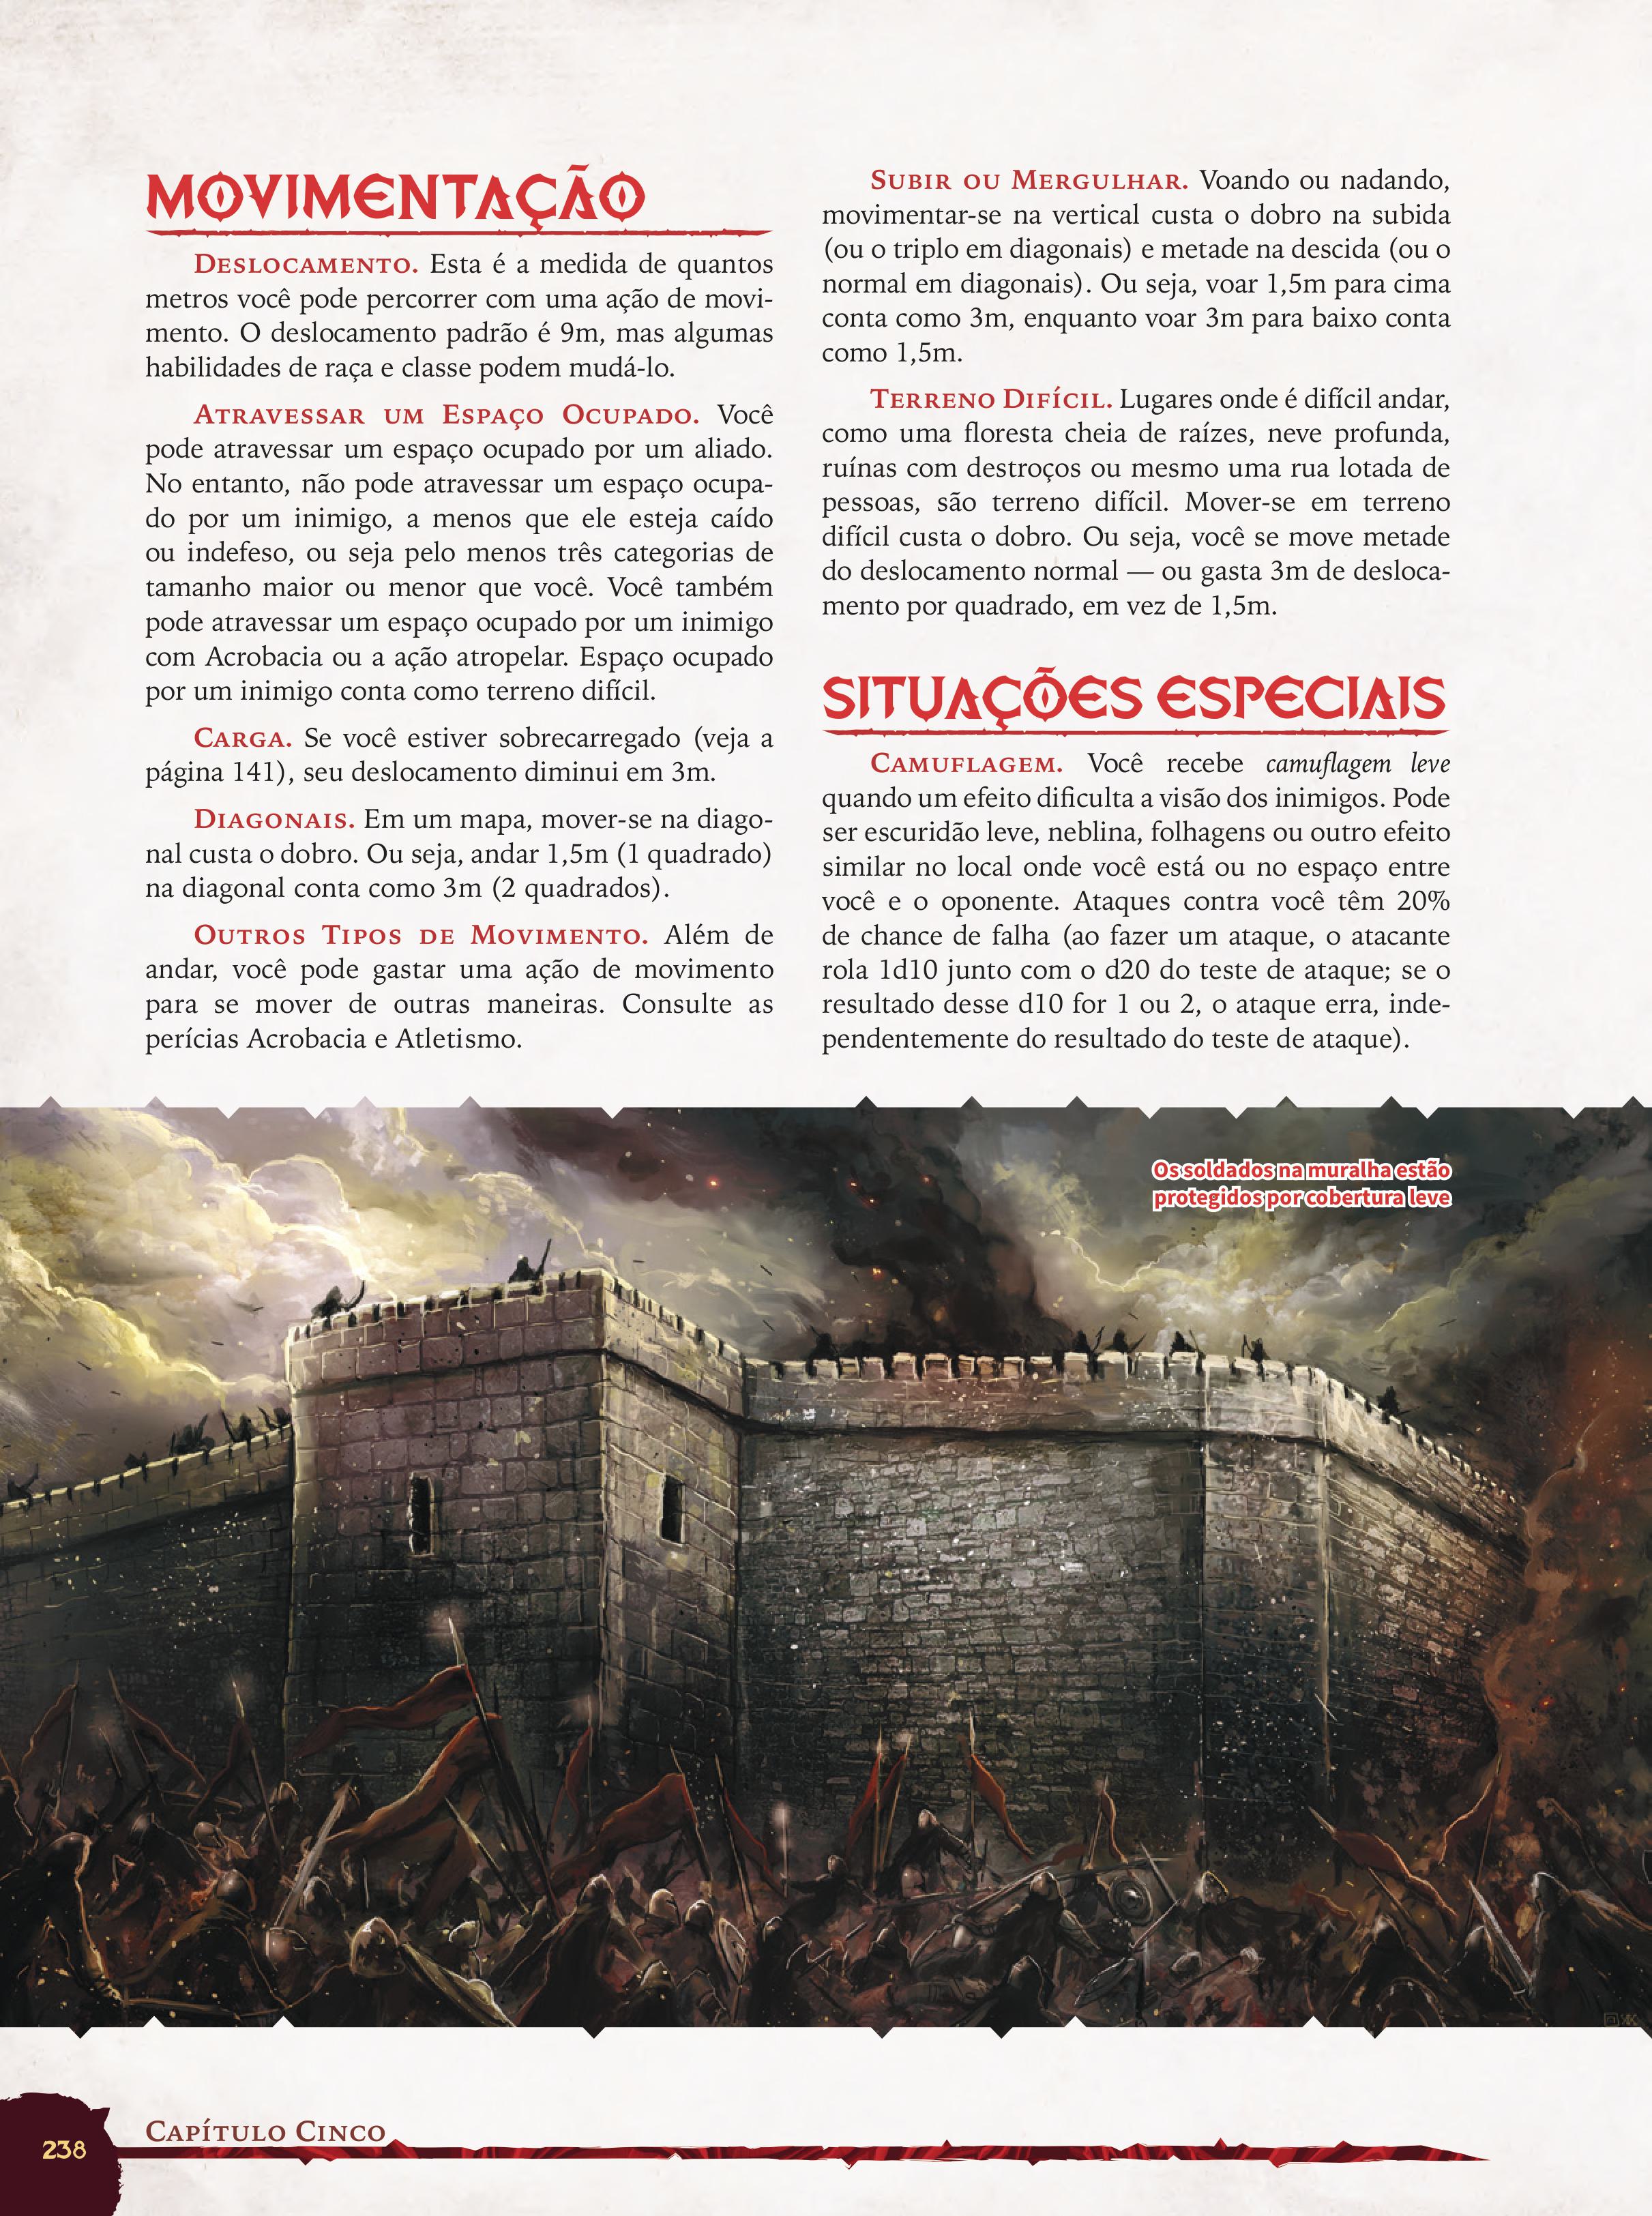 MOVIMENTAÇÃO
Deslocamento. Esta é a medida de quantos
metros você pode percorrer com uma ação de movi-
mento. O deslocamento padrão é 9m, mas algumas
habilidades de raça e classe podem mudá-lo.
Atravessar um Espaço Ocupado. Você
pode atravessar um espaço ocupado por um aliado.
No entanto, não pode atravessar um espaço ocupa-
do por um inimigo, a menos que ele esteja caído
ou indefeso, ou seja pelo menos três categorias de
tamanho maior ou menor que você. Você também
pode atravessar um espaço ocupado por um inimigo
com Acrobacia ou a ação atropelar. Espaço ocupado
por um inimigo conta como terreno difícil.
Carga. Se você estiver sobrecarregado (veja a
página 141), seu deslocamento diminui em 3m.
Diagonais. Em um mapa, mover-se na diago-
nal custa o dobro. Ou seja, andar 1,5m (1 quadrado)
na diagonal conta como 3m (2 quadrados).
Outros Tipos de Movimento. Além de
andar, você pode gastar uma ação de movimento
para se mover de outras maneiras. Consulte as
perícias Acrobacia e Atletismo.
Subir ou Mergulhar. Voando ou nadando,
movimentar-se na vertical custa o dobro na subida
(ou o triplo em diagonais) e metade na descida (ou o
normal em diagonais). Ou seja, voar 1,5m para cima
conta como 3m, enquanto voar 3m para baixo conta
como 1,5m.
Terreno Difícil. Lugares onde é difícil andar,
como uma floresta cheia de raízes, neve profunda,
ruínas com destroços ou mesmo uma rua lotada de
pessoas, são terreno difícil. Mover-se em terreno
difícil custa o dobro. Ou seja, você se move metade
do deslocamento normal — ou gasta 3m de desloca-
mento por quadrado, em vez de 1,5m.
SITUAÇÕES ESPECIAIS
Camuflagem. Você recebe camuflagem leve
quando um efeito dificulta a visão dos inimigos. Pode
ser escuridão leve, neblina, folhagens ou outro efeito
similar no local onde você está ou no espaço entre
você e o oponente. Ataques contra você têm 20%
de chance de falha (ao fazer um ataque, o atacante
rola 1d10 junto com o d20 do teste de ataque; se o
resultado desse d10 for 1 ou 2, o ataque erra, inde-
pendentemente do resultado do teste de ataque).
Os soldados na muralha estão
protegidos por cobertura leve
Capítulo Cinco
238